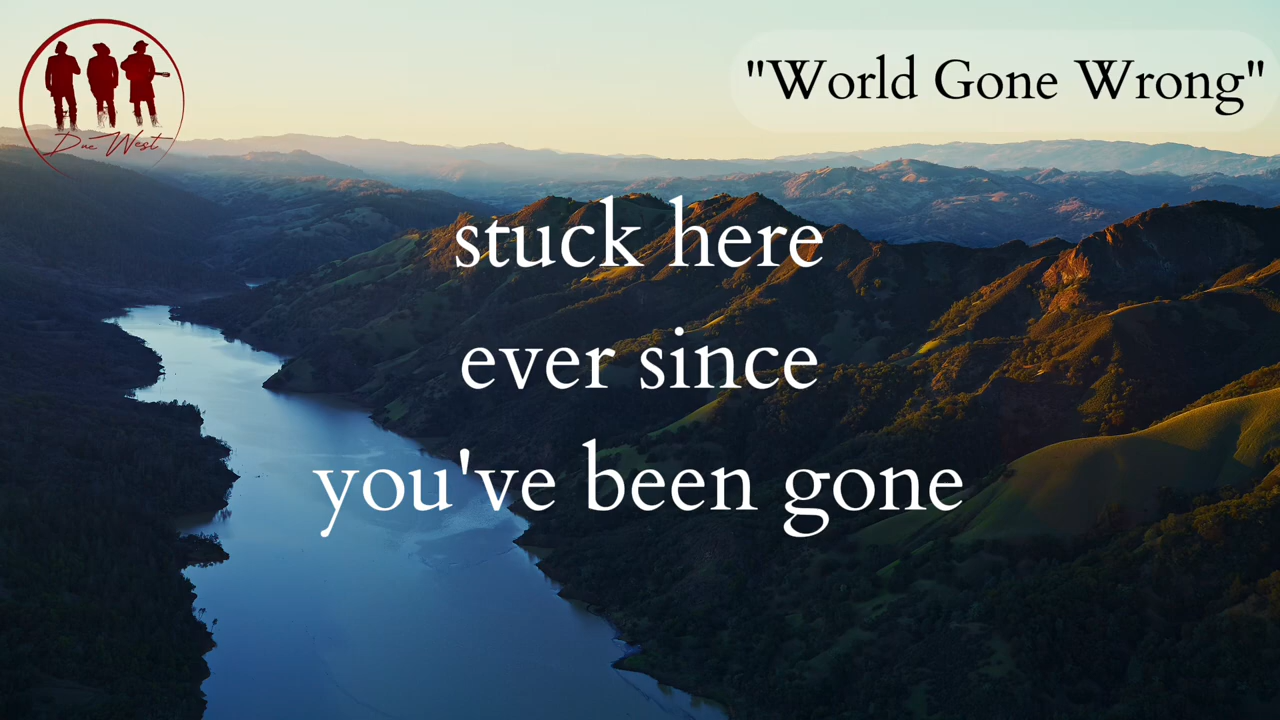 "World Gone Wrong"
Due West
stuck here
ever since
you've been gone